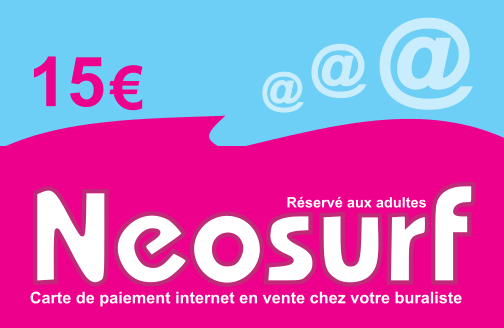 15€
@ @ @
Réservé aux adultes
Neosurf
Carte de paiement internet en vente chez votre buraliste